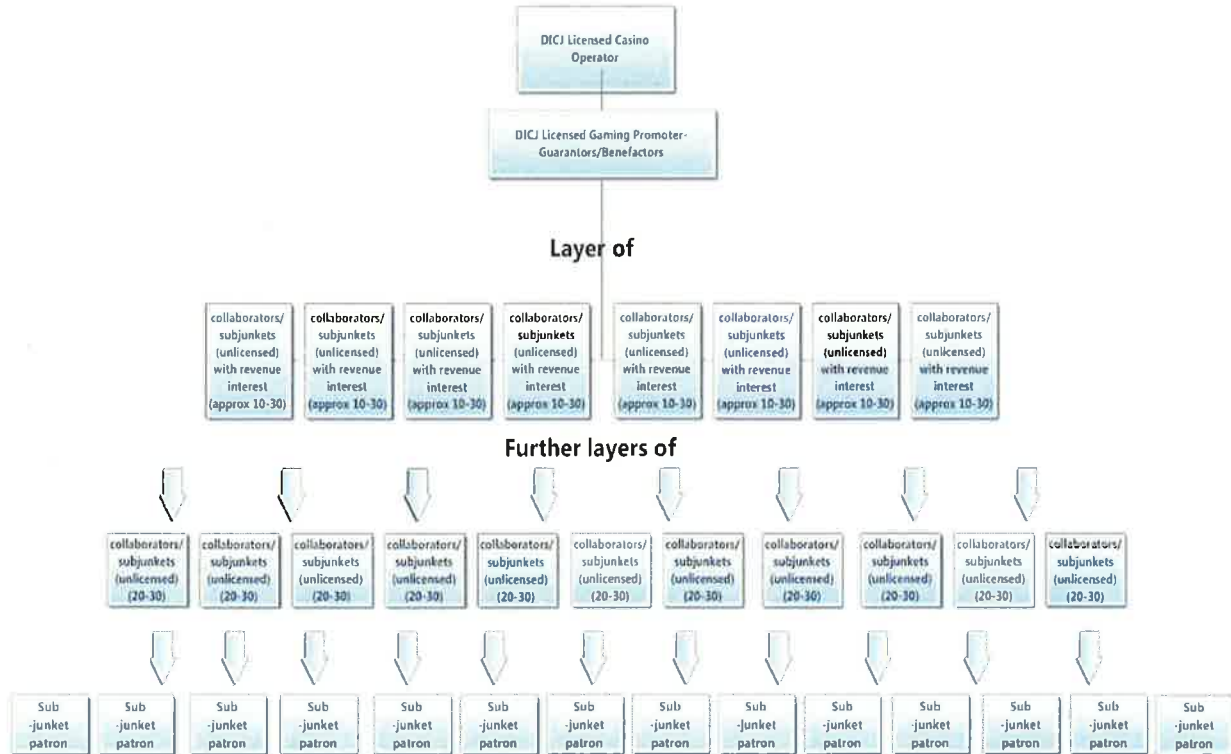 DICJ Licensed Casino
Operator
DICJ Licensed Gaming Promoter-
Guarantors/Benefactors
Layer of
collaborators/
subjunkets
(unlicensed)
with revenue
interest
(approx 10-30)
collaborators/
subjunkets
(unlicensed)
with revenue
interest
(approx 10-30)
collaborators/
subjunkets
(unlicensed)
with revenue
interest
(approx 10-30)
collaborators/
subjunkets
(unlicensed)
with revenue
interest
(approx 10-30)
collaborators/
subjunkets
(unlicensed)
with revenue
interest
(approx 10-30)
collaborators/
subjunkets
(unlicensed)
with revenue
interest
(approx 10-30)
collaborators/
subjunkets
(unlicensed)
with revenue
interest
(approx 10-30)
collaborators/
subjunkets
(unlicensed)
with revenue
interest
(approx 10-30)
Further layers of
collaborators/
subjunkets
(unlicensed)
(20-30)
collaborators/
subjunkets
(unlicensed)
(20-30)
collaborators/
subjunkets
(unlicensed)
(20-30)
collaborators/
subjunkets
(unlicensed)
(20-30)
collaborators/
subjunkets
(unlicensed)
(20-30)
collaborators/
subjunkets
(unlicensed)
(20-30)
collaborators/
subjunkets
(unlicensed)
(20-30)
collaborators/
subjunkets
(unlicensed)
(20-30)
collaborators/
subjunkets
(unlicensed)
(20-30)
collaborators/
subjunkets
(unlicensed)
(20-30)
collaborators/
subjunkets
(unlicensed)
(20-30)
Sub
-junket
patron
Sub
-junket
patron
Sub
-junket
patron
Sub
-junket
patron
Sub
-junket
patron
Sub
-junket
patron
Sub
-junket
patron
Sub
-junket
patron
Sub
-junket
patron
Sub
-junket
patron
Sub
-junket
patron
Sub
-junket
patron
Sub
-junket
patron
Sub
-junket
patron